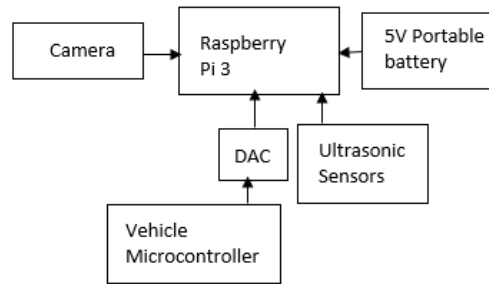 Camera
Raspberry
Pi 3
5V Portable
battery
DAC
Ultrasonic
Sensors
Vehicle
Microcontroller